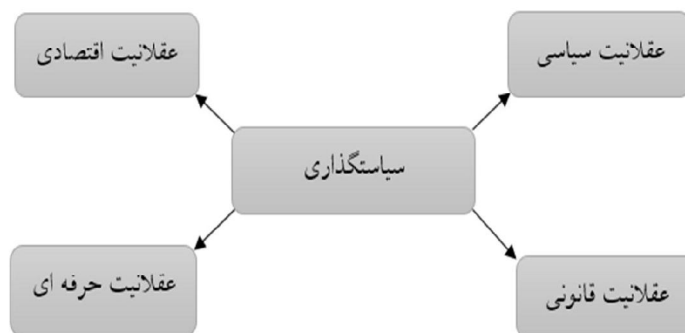 عقلانیت سیاسی
عقلانیت اقتصادی
سیاستگذاری
عقلانیت قانونی
عقلانیت حرفه ای